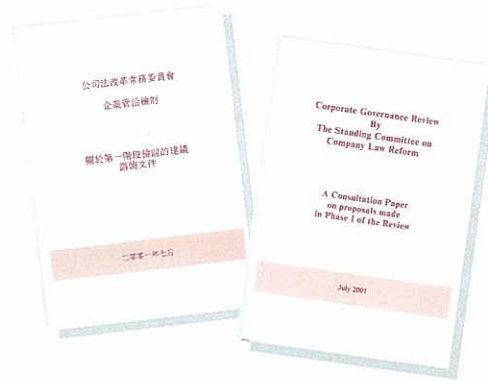 公司法改革常務委員會
企業管治檢討
關於第一階段檢討的建議
諮詢文件
二零零一年七月
Corporate Governance Review
By
The Standing Committee on
Company Law Reform
A Consultation Paper
on proposals made
in Phase I of the Review
July 2001